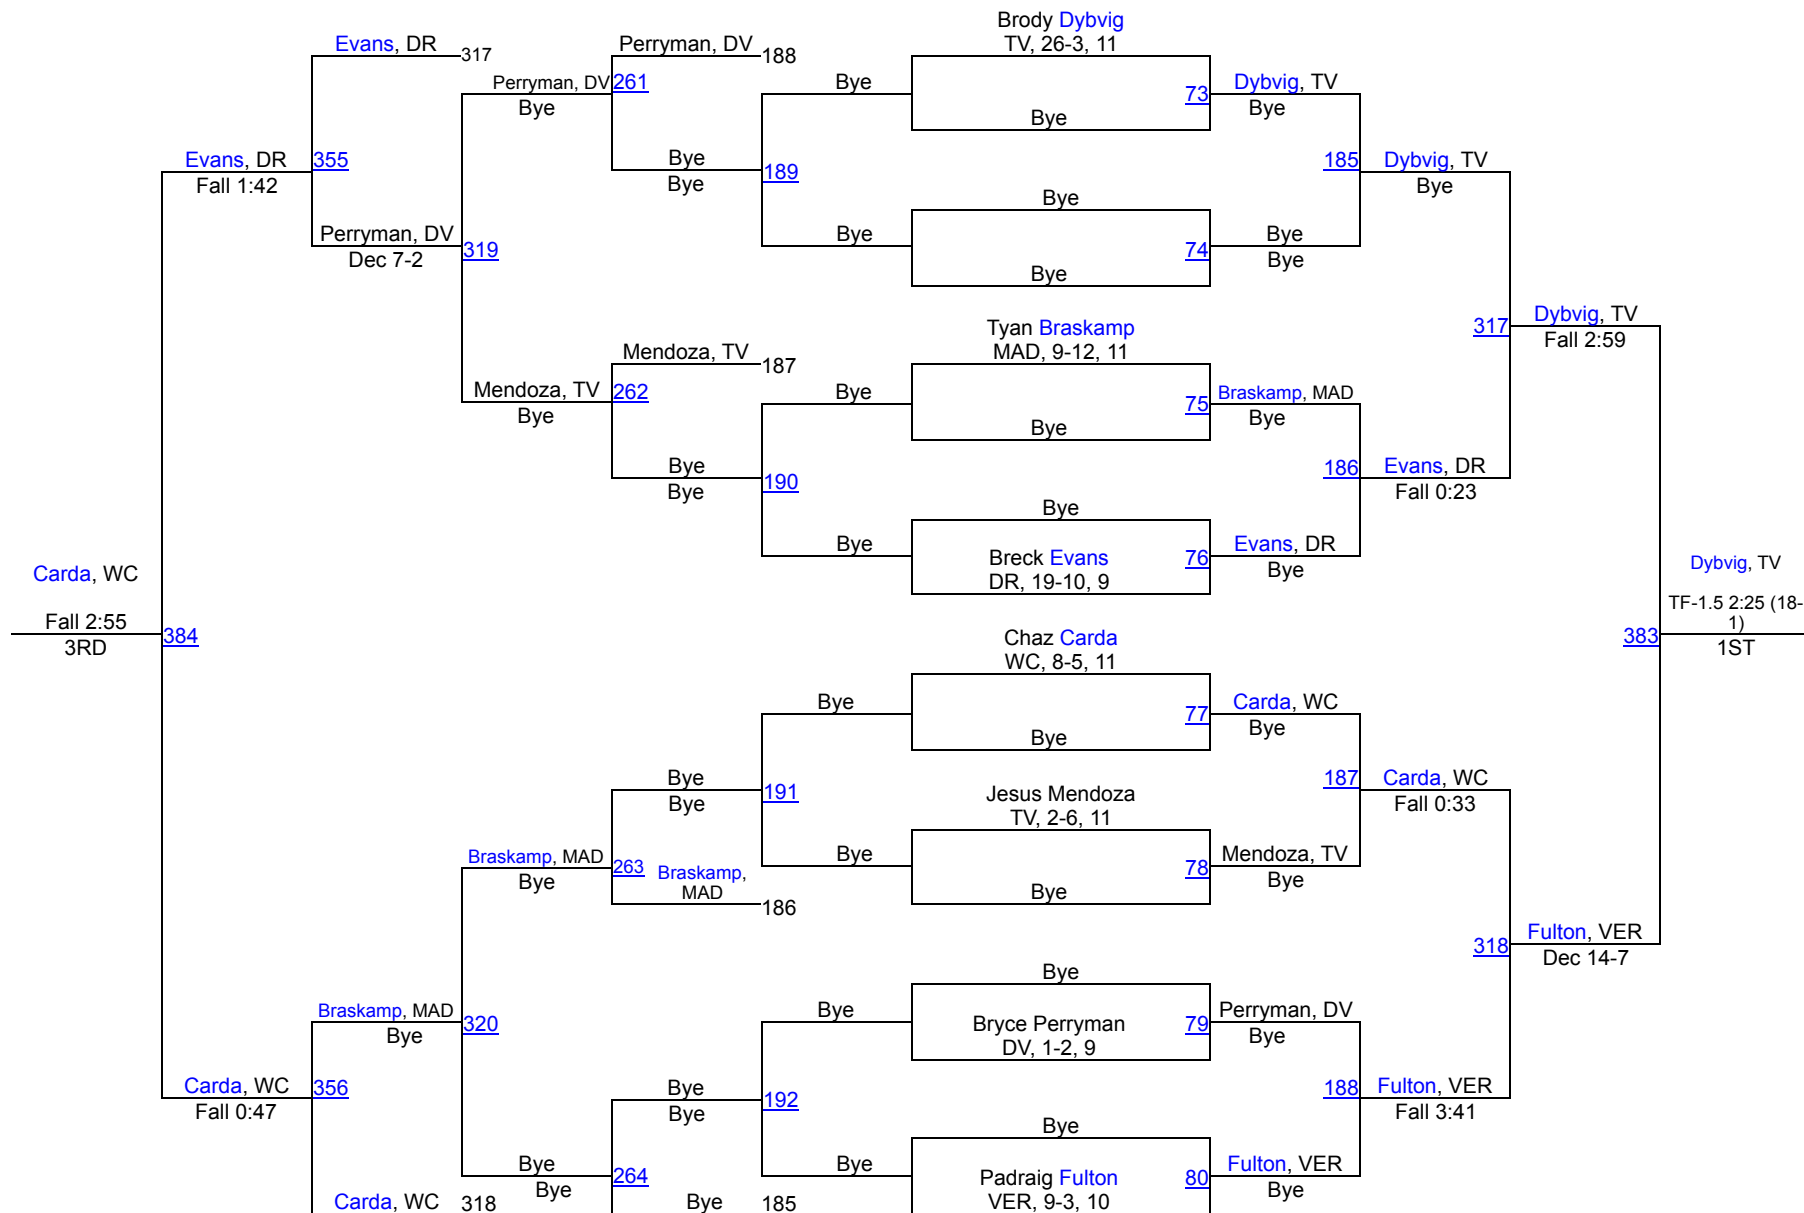 Brody Dybvig
TV, 26-3, 11
Evans, DR
317
Perryman, DV
188
Perryman, DV
261
Bye
Bye
73
Dybvig, TV
Bye
Bye
Evans, DR
355
Fall 1:42
Bye
Bye
189
185
Dybvig, TV
Bye
Bye
Perryman, DV
319
Dec 7-2
Bye
74
Bye
Bye
Bye
Tyan Braskamp
MAD, 9-12, 11
317
Dybvig, TV
Fall 2:59
Mendoza, TV
187
Mendoza, TV
262
Bye
Bye
75
Braskamp, MAD
Bye
Bye
Bye
Bye
190
186
Evans, DR
Fall 0:23
Bye
Bye
Breck Evans
DR, 19-10, 9
76
Evans, DR
Bye
Carda, WC
Fall 2:55
3RD
384
Dybvig, TV
TF-1.5 2:25 (18-
1)
1ST
383
Chaz Carda
WC, 8-5, 11
Bye
77
Carda, WC
Bye
Bye
Bye
Bye
191
187
Carda, WC
Fall 0:33
Jesus Mendoza
TV, 2-6, 11
Braskamp, MAD
Bye
263
Braskamp,
MAD
186
Bye
78
Mendoza, TV
Bye
Bye
318
Fulton, VER
Dec 14-7
Bye
Braskamp, MAD
Bye
320
Bye
Bryce Perryman
DV, 1-2, 9
79
Perryman, DV
Bye
Carda, WC
Fall 0:47
356
Bye
Bye
192
188
Fulton, VER
Fall 3:41
Bye
Bye
Bye
264
Bye
Padraig Fulton
VER, 9-3, 10
80
Fulton, VER
Bye
Carda, WC
318
Bye
185